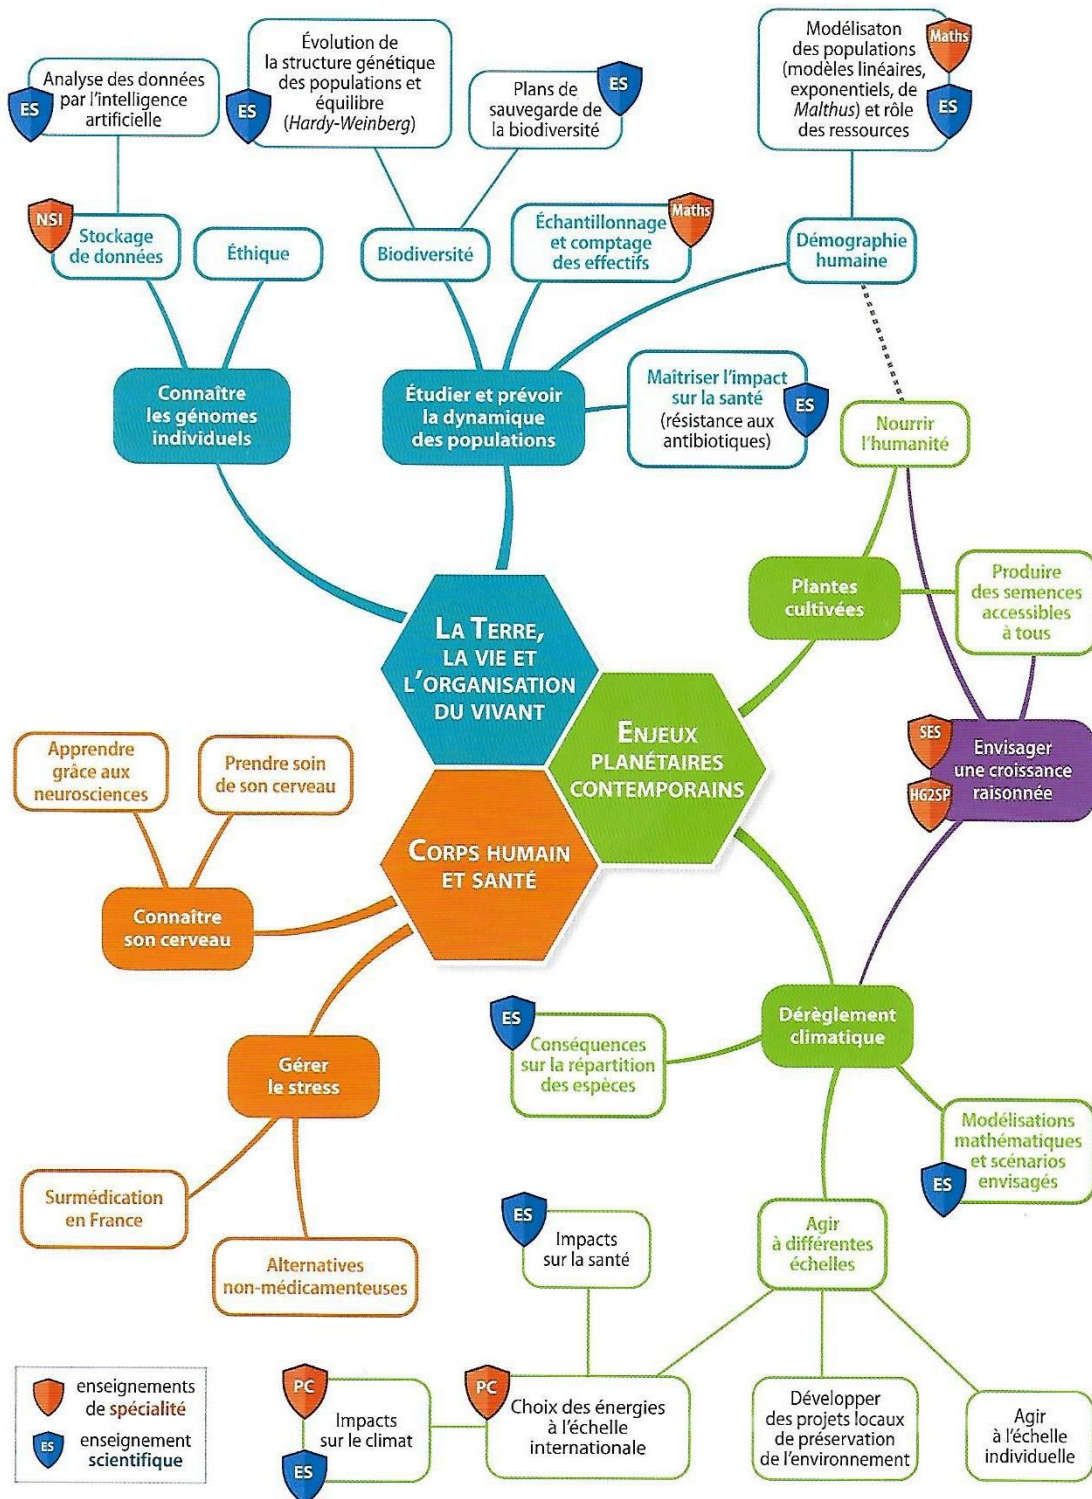 Analyse des données
par l'intelligence
artificielle
ES
Évolution de
la structure génétique
des populations et
équilibre
(Hardy-Weinberg)
ES
Plans de
sauvegarde de
la biodiversité
ES
Modélisaton
des populations
(modèles linéaires,
exponentiels, de
Malthus) et rôle
des ressources
Maths
ES
NSI
Stockage
de données
Éthique
Biodiversité
Échantillonnage
et comptage
des effectifs
Maths
Démographie
humaine
Connaître
les génomes
individuels
Étudier et prévoir
la dynamique
des populations
Maîtriser l'impact
sur la santé
(résistance aux
antibiotiques)
ES
Nourrir
l'humanité
Plantes
cultivées
Produire
des semences
accessibles
à tous
LA TERRE,
LA VIE ET
L'ORGANISATION
DU VIVANT
ENJEUX
PLANÉTAIRES
CONTEMPORAINS
SES
HG2SP
Envisager
une croissance
raisonnée
Apprendre
grâce aux
neurosciences
Prendre soin
de son cerveau
CORPS HUMAIN
ET SANTÉ
Connaître
son cerveau
Gérer
le stress
Surmédication
en France
Alternatives
non-médicamenteuses
Dérèglement
climatique
ES
Conséquences
sur la répartition
des espèces
Modélisations
mathématiques
et scénarios
envisagés
ES
Agir
à différentes
échelles
ES
Impacts
sur la santé
PC
Impacts
sur le climat
ES
PC
Choix des énergies
à l'échelle
internationale
Développer
des projets locaux
de préservation
de l'environnement
Agir
à l'échelle
individuelle
enseignements
de spécialité
ES
enseignement
scientifique